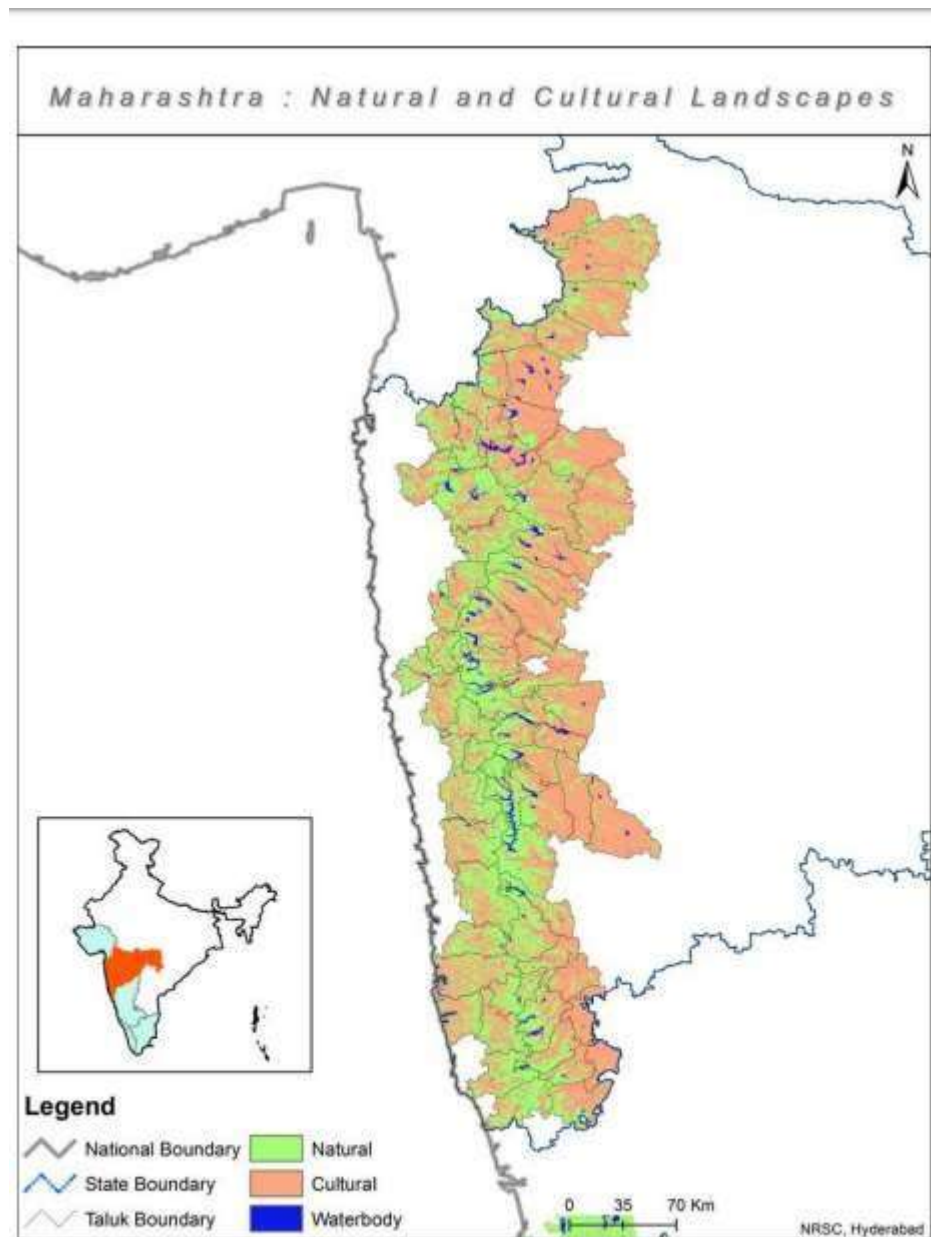 Maharashtra : Natural and Cultural Landscapes
N
Legend
National Boundary
Natural
State Boundary
Cultural
Taluk Boundary
Waterbody
0 35 70 Km
NRSC, Hyderabad